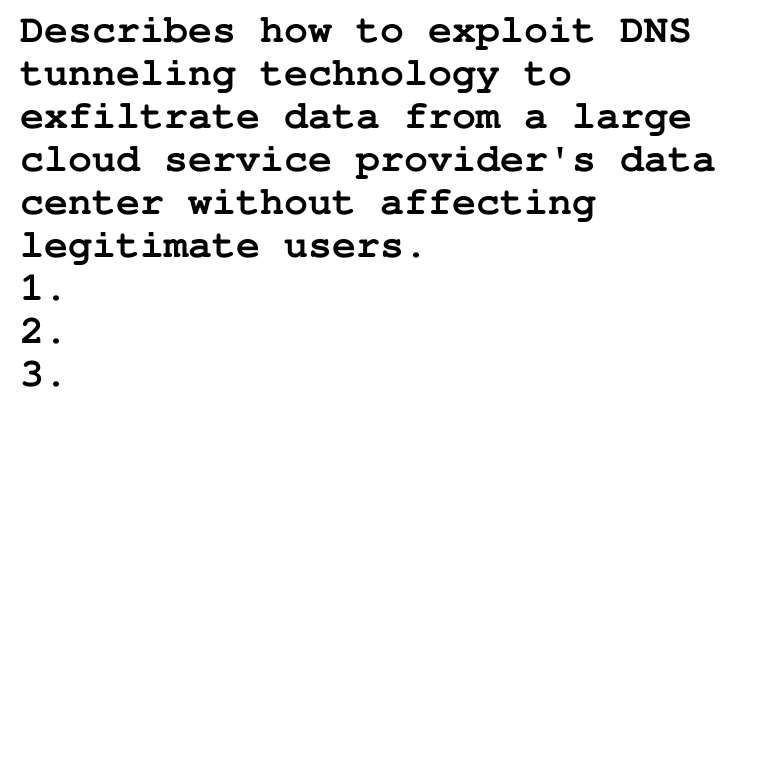 Describes how to exploit DNS
tunneling technology to
exfiltrate data from a large
cloud service provider's data
center without affecting
legitimate users.
1.
2.
3.